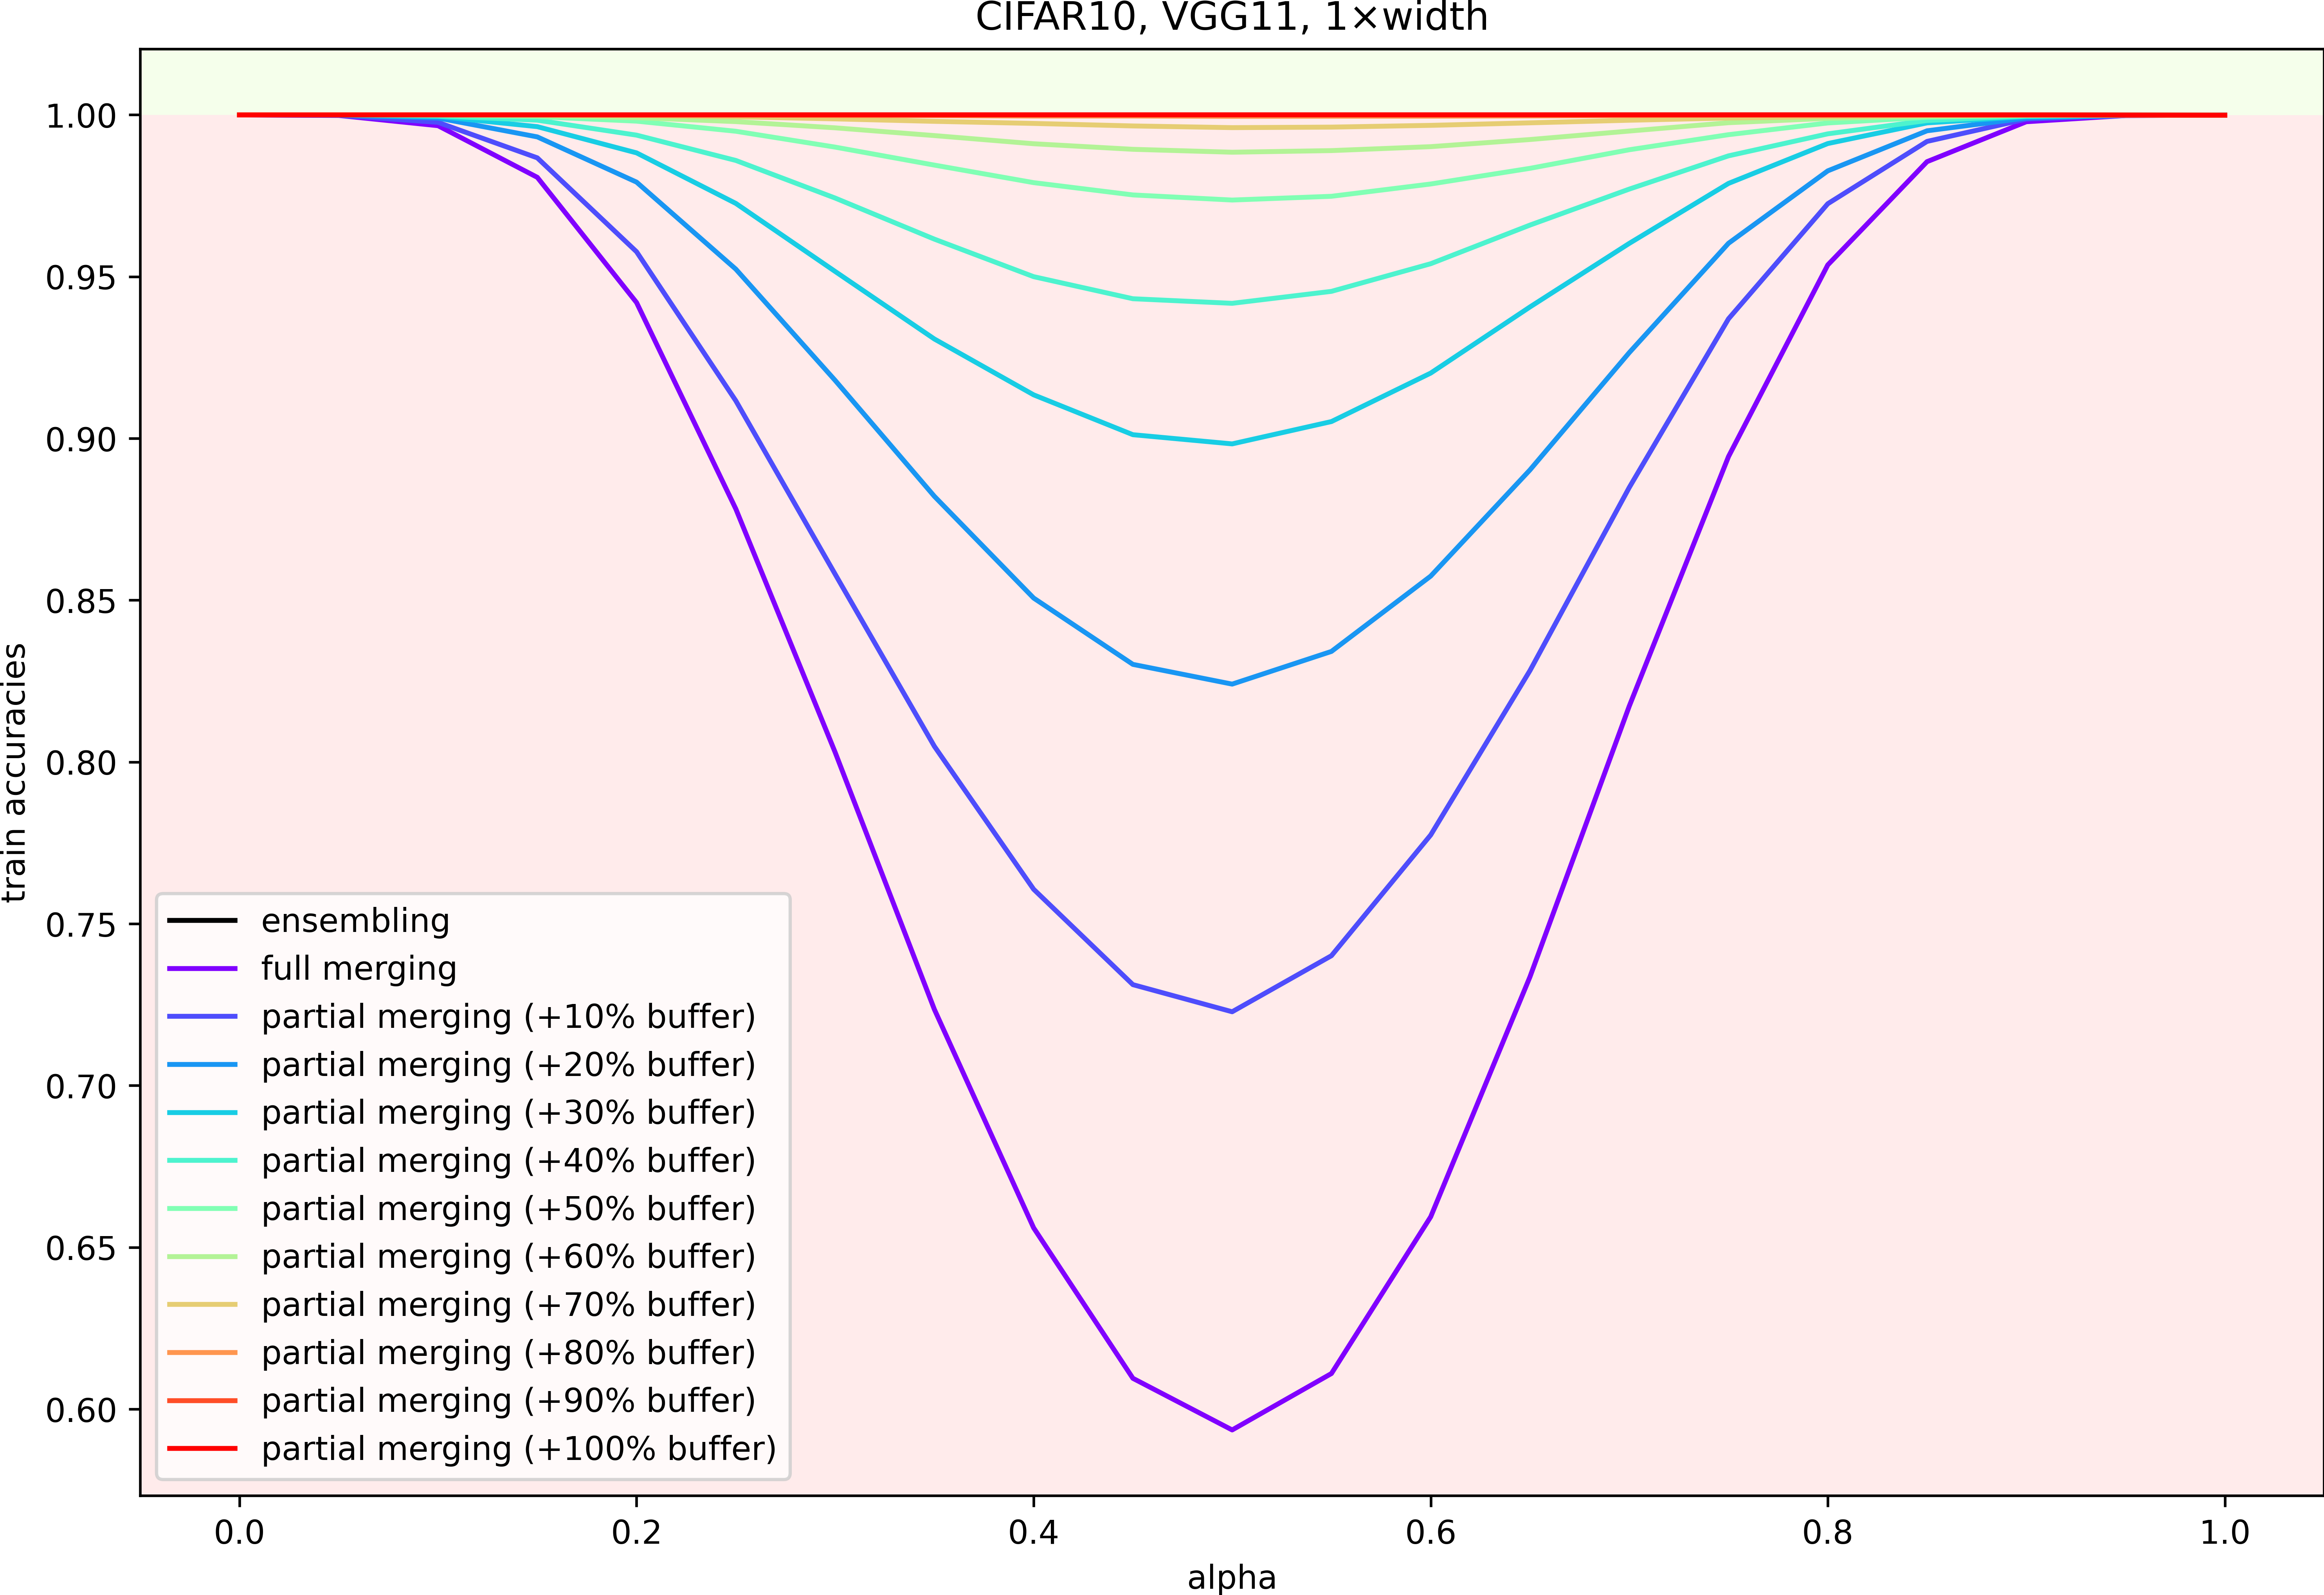 CIFAR10, VGG11, 1×width
train accuracies
1.00
0.95
0.90
0.85
0.80
0.75
0.70
0.65
0.60
ensembling
full merging
partial merging (+10% buffer)
partial merging (+20% buffer)
partial merging (+30% buffer)
partial merging (+40% buffer)
partial merging (+50% buffer)
partial merging (+60% buffer)
partial merging (+70% buffer)
partial merging (+80% buffer)
partial merging (+90% buffer)
partial merging (+100% buffer)
0.0 0.2 0.4 0.6 0.8 1.0
alpha